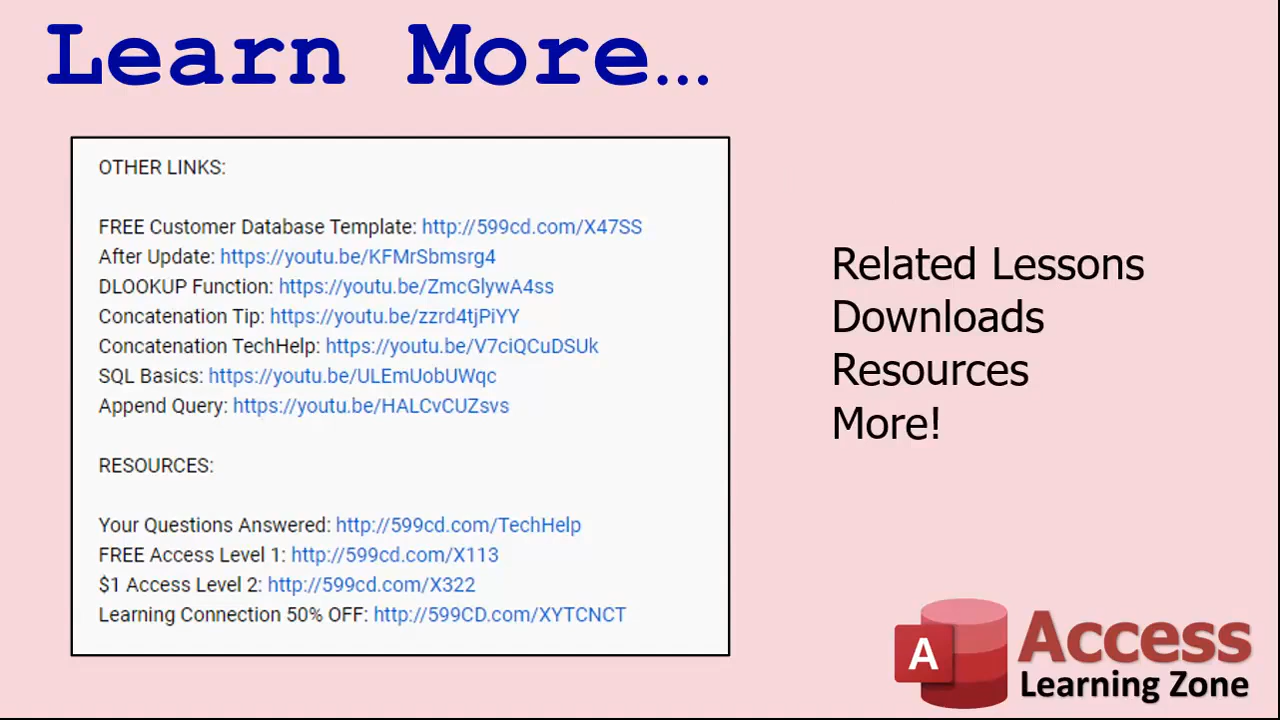 Learn More...
OTHER LINKS:
FREE Customer Database Template: http://599cd.com/X47SS
After Update: https://youtu.be/KFMrSbmsrg4
DLOOKUP Function: https://youtu.be/ZmcGlywA4ss
Concatenation Tip: https://youtu.be/zzrd4tjPiYY
Concatenation TechHelp: https://youtu.be/V7ciQCuDSUk
SQL Basics: https://youtu.be/ULEmUobUWqc
Append Query: https://youtu.be/HALCvCUZsvs
RESOURCES:
Your Questions Answered: http://599cd.com/TechHelp
FREE Access Level 1: http://599cd.com/X113
$1 Access Level 2: http://599cd.com/X322
Learning Connection 50% OFF: http://599CD.com/XYTCNCT
Related Lessons
Downloads
Resources
More!
A
Access
Learning Zone